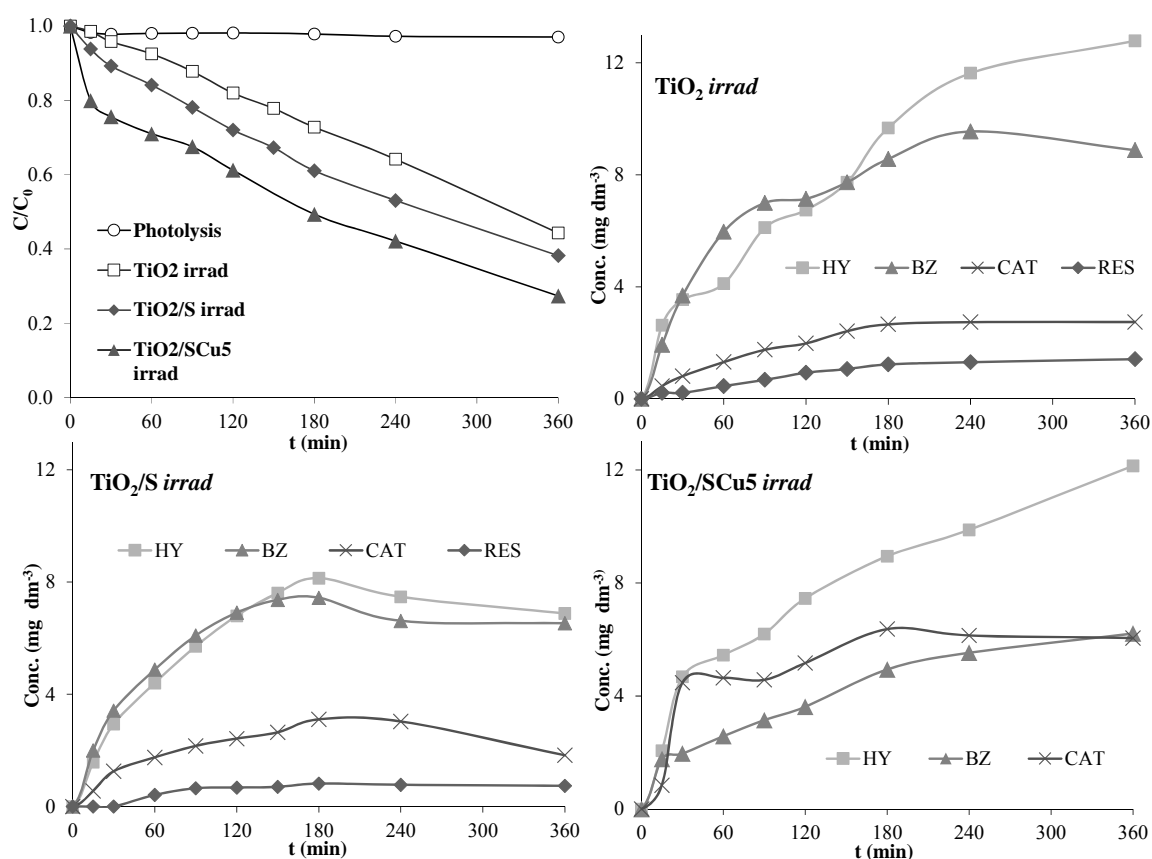 1.0
0.8
0.6
0.4
0.2
0.0
C/C0
Photolysis
TiO2 irrad
TiO2/S irrad
TiO2/SCu5
irrad
0 60 120 180 240 300 360
t (min)
TiO2 irrad
12
8
4
0
Conc. (mg dm-3)
HY BZ CAT RES
0 60 120 180 240 300 360
t (min)
TiO2/S irrad
12
8
4
0
Conc. (mg dm-3)
HY BZ CAT RES
0 60 120 180 240 300 360
t (min)
TiO2/SCu5 irrad
12
8
4
0
Conc. (mg dm-3)
HY BZ CAT
0 60 120 180 240 300 360
t (min)